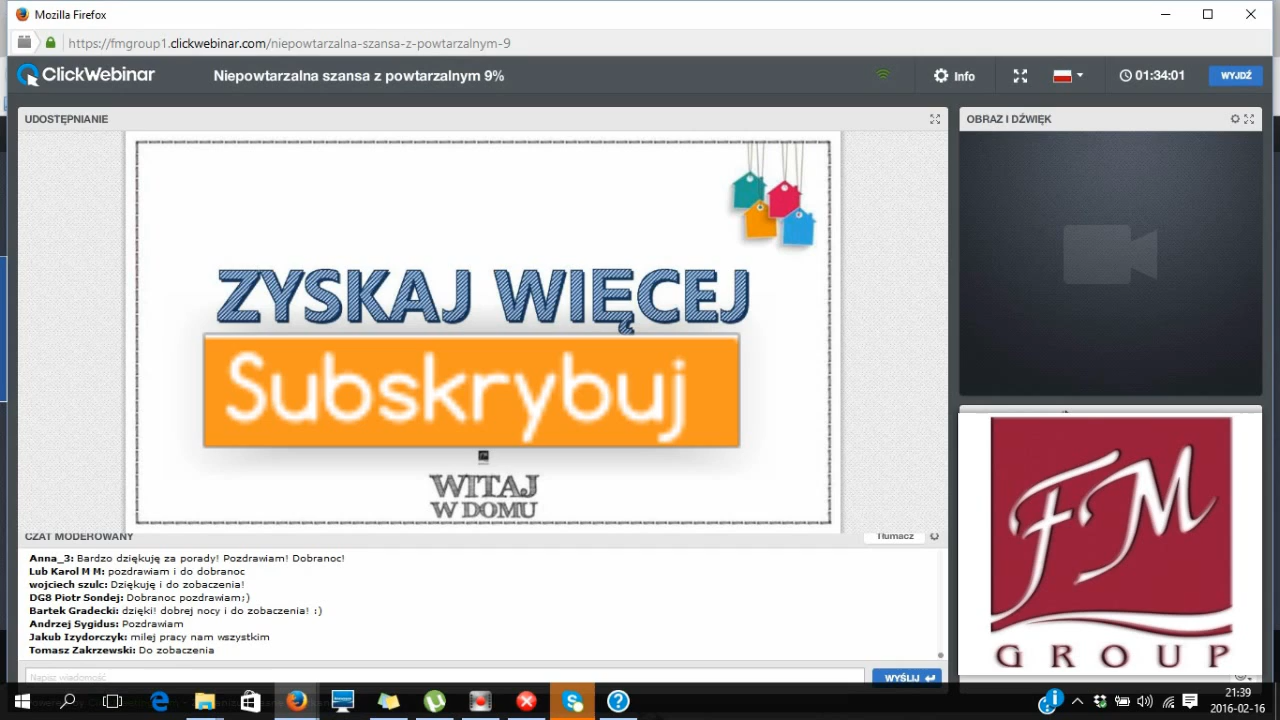 Mozilla Firefox
https://fmgroup1.clickwebinar.com/niepowtarzalna-szansa-z-powtarzalnym-9
ClickWebinar
Niepowtarzalna szansa z powtarzalnym 9%
Info
01:34:01
WYJDŹ
UDOSTĘPNIANIE
OBRAZ I DŹWIĘK
ZYSKAJ WIĘCEJ
Subskrybuj
WITAJ
W DOMU
CZAT MODEROWANY
Tłumacz
Anna_3: Bardzo dziękuję za porady! Pozdrawiam! Dobranoc!
Lub Karol M M: pozdrawiam i do dobranoc
wojciech szulc: Dziękuję i do zobaczenia!
DG8 Piotr Sondej: Dobranoc pozdrawiam;)
Bartek Gradecki: dzięki! dobrej nocy i do zobaczenia! :)
Andrzej Sygidus: Pozdrawiam
Jakub Izydorczyk: milej pracy nam wszystkim
Tomasz Zakrzewski: Do zobaczenia
Napisz wiadomość
WYŚLIJ
FM
GROUP
21:39
2016-02-16